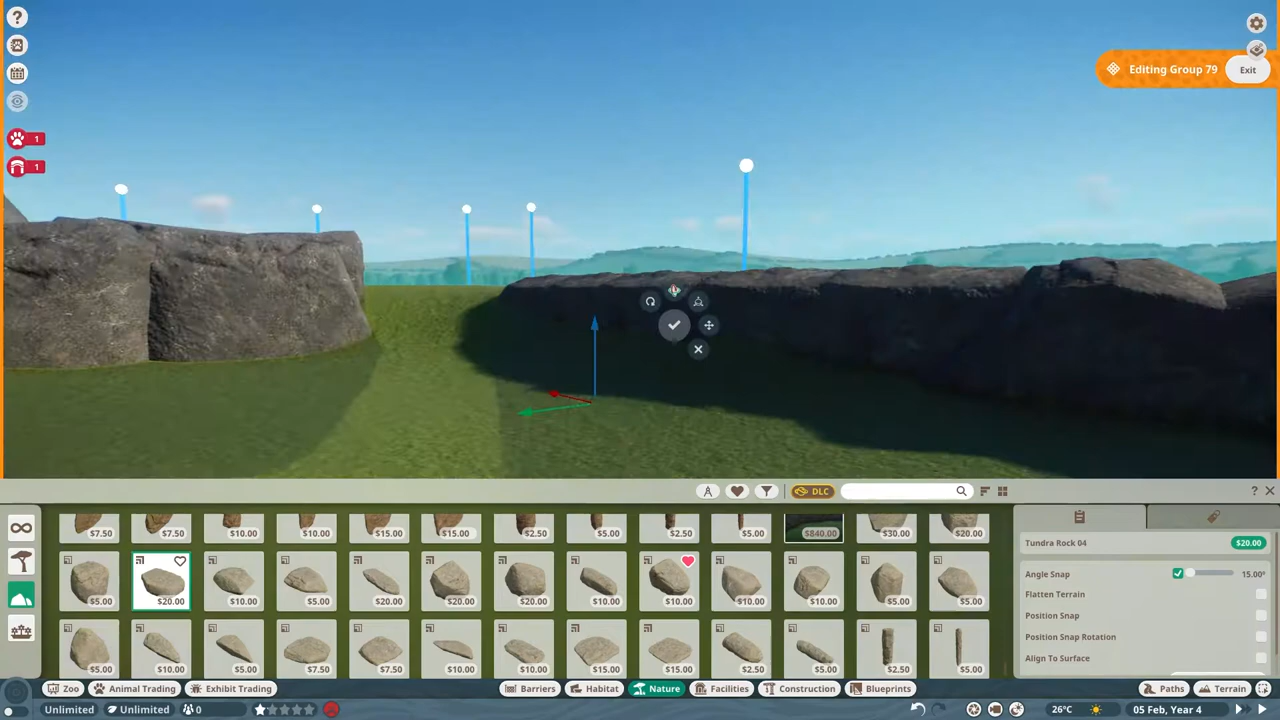 ?
Editing Group 79
Exit
1
1
DLC
?
$7.50
$7.50
$10.00
$10.00
$15.00
$15.00
$2.50
$5.00
$2.50
$5.00
$840.00
$30.00
$20.00
$5.00
$20.00
$10.00
$5.00
$20.00
$20.00
$20.00
$10.00
$10.00
$10.00
$10.00
$5.00
$5.00
$5.00
$10.00
$5.00
$7.50
$7.50
$10.00
$10.00
$15.00
$15.00
$2.50
$5.00
$2.50
$5.00
Tundra Rock 04
$20.00
Angle Snap
15.00°
Flatten Terrain
Position Snap
Position Snap Rotation
Align To Surface
Zoo
Animal Trading
Exhibit Trading
Barriers
Habitat
Nature
Facilities
Construction
Blueprints
Paths
Terrain
Unlimited
Unlimited
0
26°C
05 Feb, Year 4